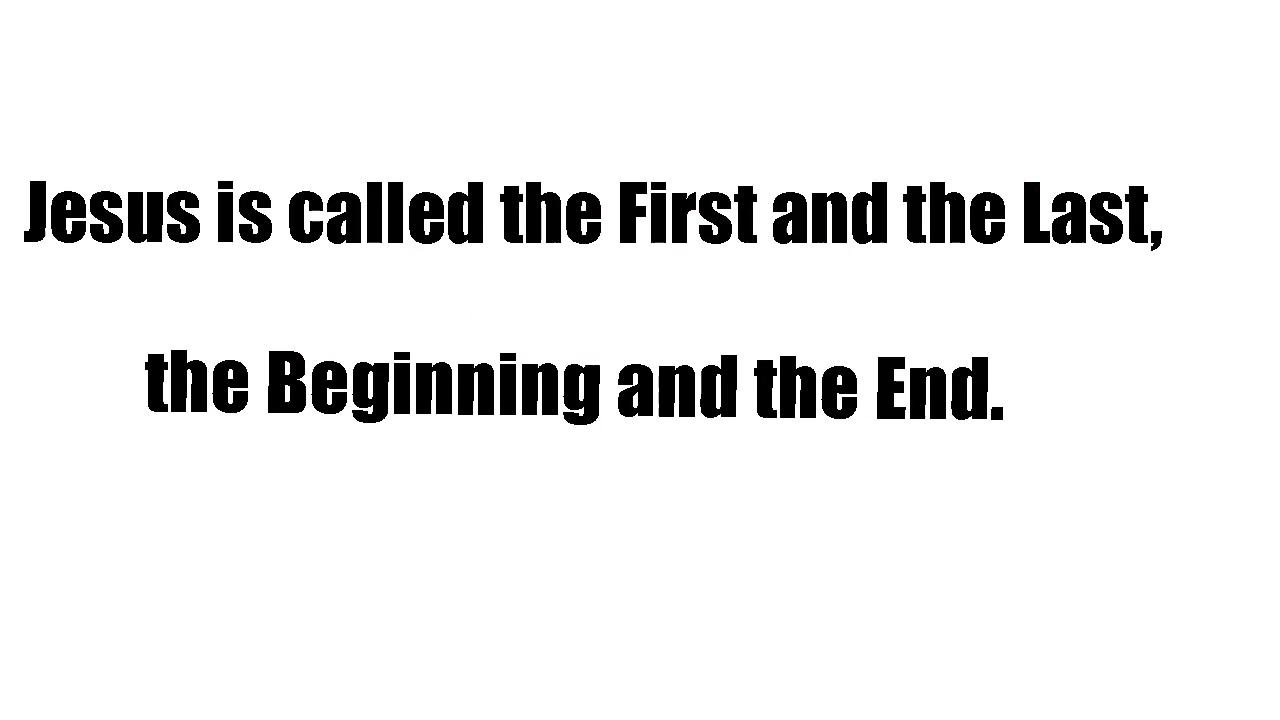 Jesus is called the First and the Last,
the Beginning and the End.